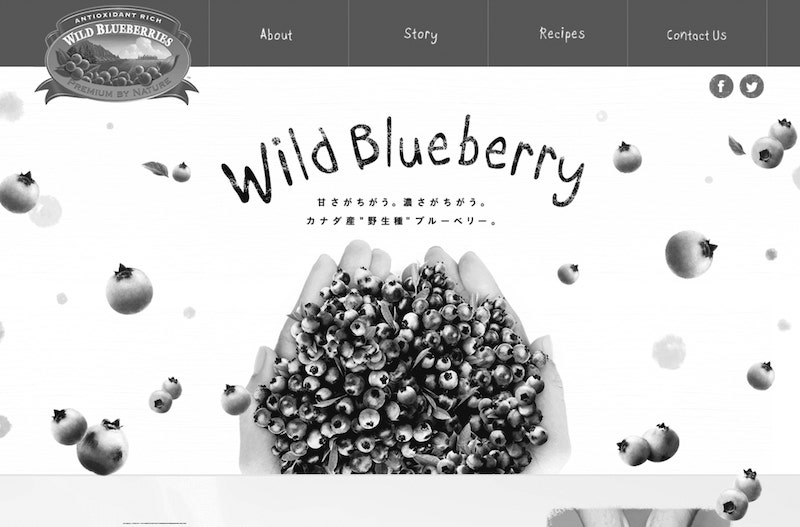 ANTIOXIDANT RICH
WILD BLUEBERRIES
PREMIUM BY NATURE
About
Story
Recipes
Contact Us
Wild Blueberry
甘さがちがう。濃さがちがう。
カナダ産"野生種"ブルーベリー。